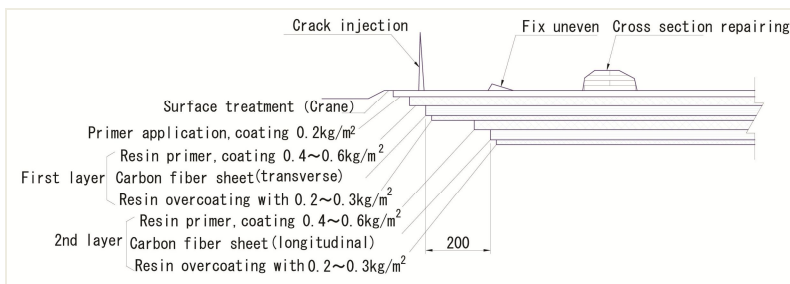 Crack injection
Fix uneven
Cross section repairing
Surface treatment (Crane)
Primer application, coating 0.2kg/m²
First layer
Resin primer, coating 0.4～0.6kg/m²
Carbon fiber sheet (transverse)
Resin overcoating with 0.2～0.3kg/m²
2nd layer
Resin primer, coating 0.4～0.6kg/m²
Carbon fiber sheet (longitudinal)
Resin overcoating with 0.2～0.3kg/m²
200